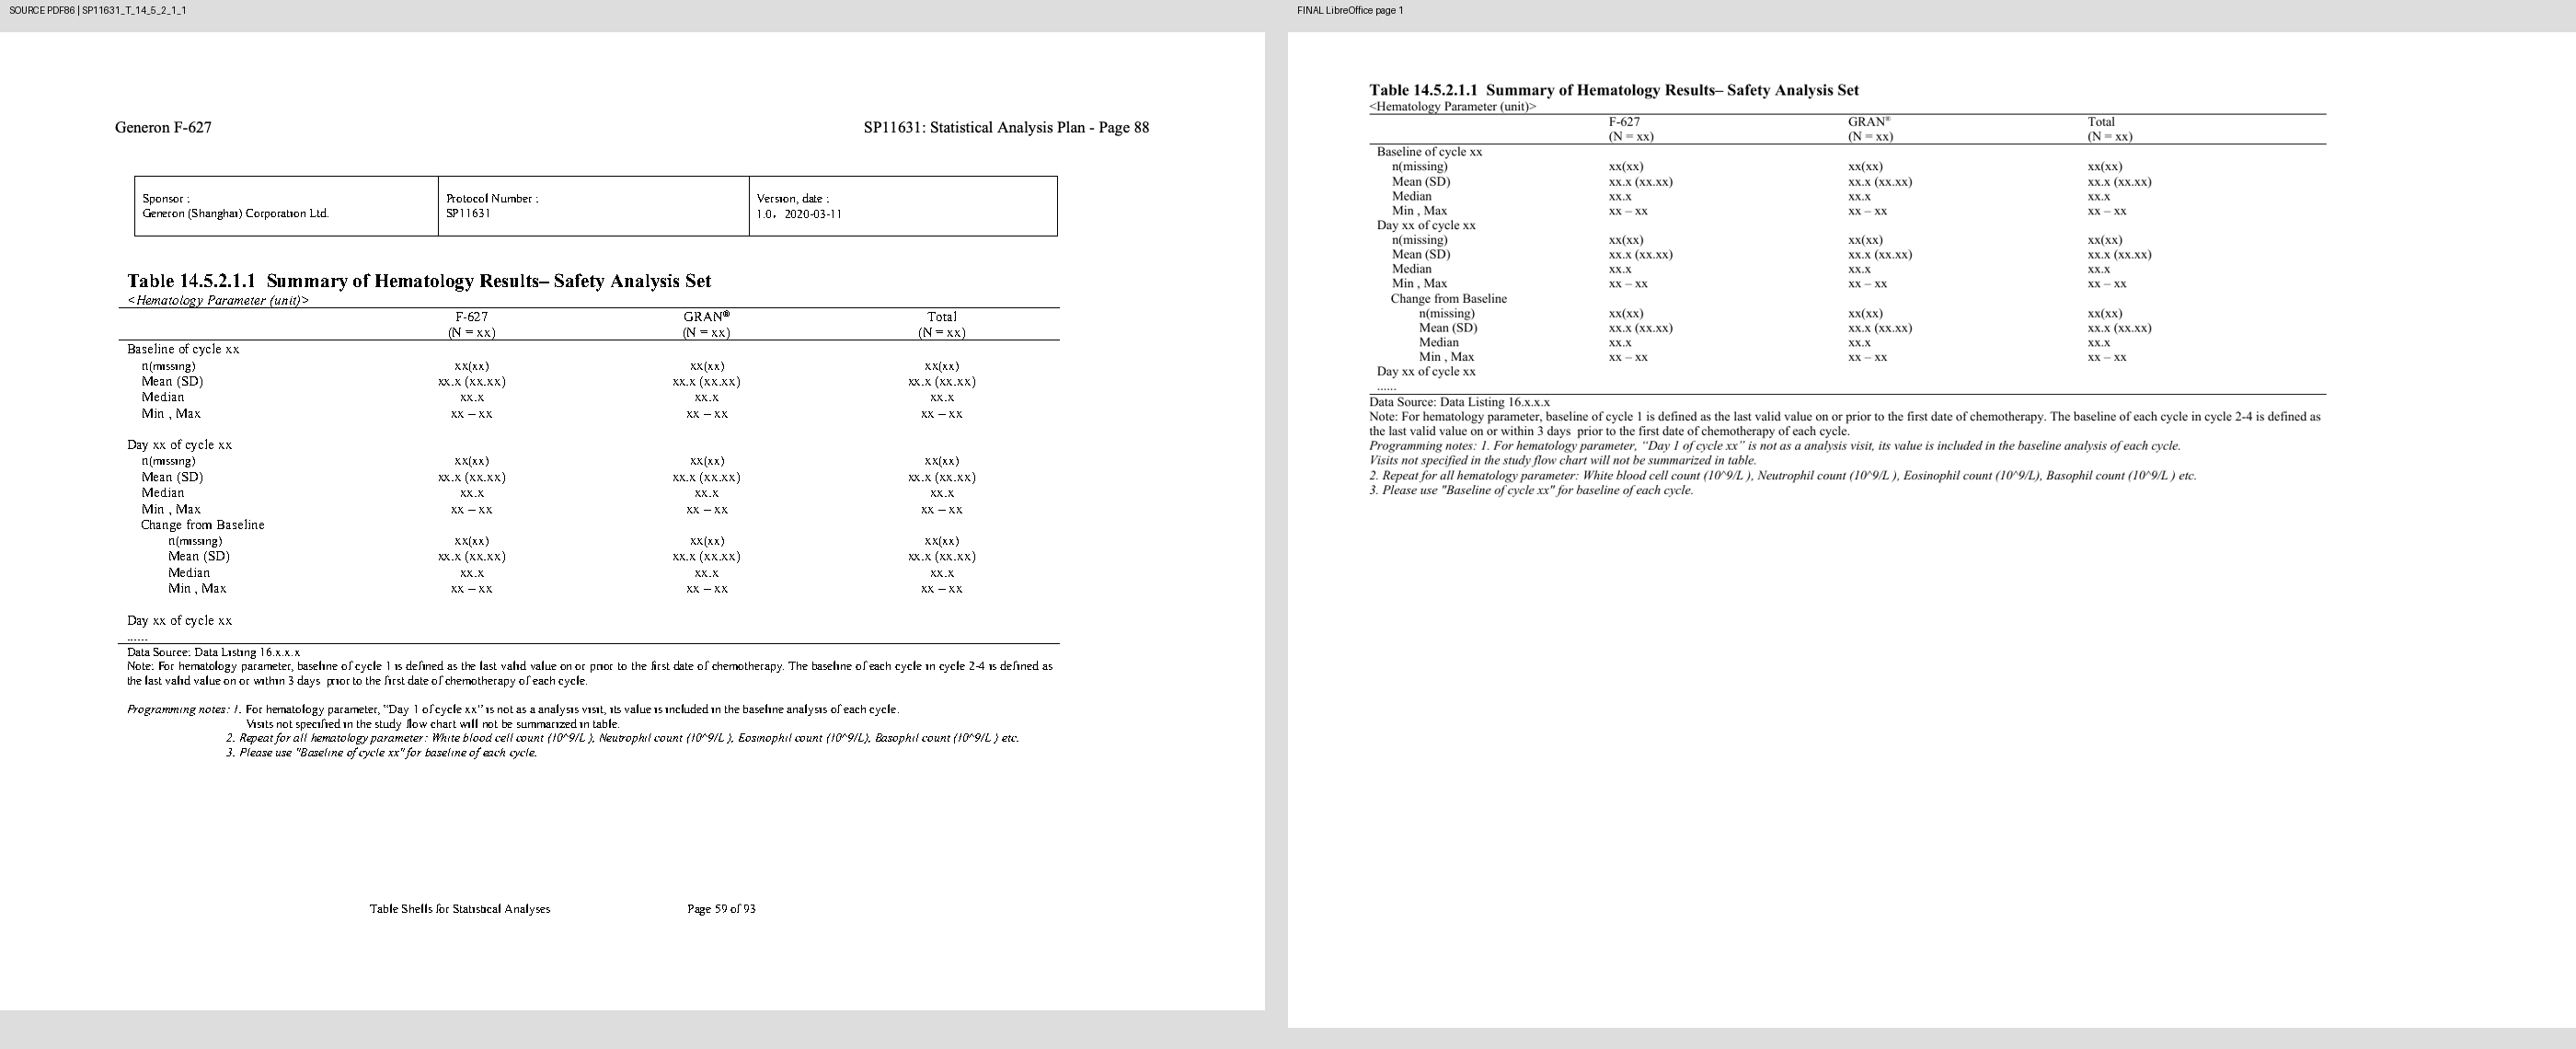 SOURCE PDF86 | SP11631_T_14_5_2_1_1
Generon F-627 SP11631: Statistical Analysis Plan - Page 88
Sponsor : Protocol Number : Version, date :
Generon (Shanghai) Corporation Ltd. SP11631 1.0，2020-03-11
Table 14.5.2.1.1  Summary of Hematology Results– Safety Analysis Set
<Hematology Parameter (unit)>
F-627 GRAN® Total
(N = xx) (N = xx) (N = xx)
Baseline of cycle xx
n(missing) xx(xx) xx(xx) xx(xx)
Mean (SD) xx.x (xx.xx) xx.x (xx.xx) xx.x (xx.xx)
Median xx.x xx.x xx.x
Min , Max xx – xx xx – xx xx – xx
Day xx of cycle xx
n(missing) xx(xx) xx(xx) xx(xx)
Mean (SD) xx.x (xx.xx) xx.x (xx.xx) xx.x (xx.xx)
Median xx.x xx.x xx.x
Min , Max xx – xx xx – xx xx – xx
Change from Baseline
n(missing) xx(xx) xx(xx) xx(xx)
Mean (SD) xx.x (xx.xx) xx.x (xx.xx) xx.x (xx.xx)
Median xx.x xx.x xx.x
Min , Max xx – xx xx – xx xx – xx
Day xx of cycle xx
......
Data Source: Data Listing 16.x.x.x
Note: For hematology parameter, baseline of cycle 1 is defined as the last valid value on or prior to the first date of chemotherapy. The baseline of each cycle in cycle 2-4 is defined as
the last valid value on or within 3 days  prior to the first date of chemotherapy of each cycle.
Programming notes: 1. For hematology parameter, “Day 1 of cycle xx” is not as a analysis visit, its value is included in the baseline analysis of each cycle.
Visits not specified in the study flow chart will not be summarized in table.
2. Repeat for all hematology parameter: White blood cell count (10^9/L ), Neutrophil count (10^9/L ), Eosinophil count (10^9/L), Basophil count (10^9/L ) etc.
3. Please use "Baseline of cycle xx" for baseline of each cycle.
Table Shells for Statistical Analyses Page 59 of 93
FINAL LibreOffice page 1
Table 14.5.2.1.1  Summary of Hematology Results– Safety Analysis Set
<Hematology Parameter (unit)>
F-627 GRAN® Total
(N = xx) (N = xx) (N = xx)
Baseline of cycle xx
n(missing) xx(xx) xx(xx) xx(xx)
Mean (SD) xx.x (xx.xx) xx.x (xx.xx) xx.x (xx.xx)
Median xx.x xx.x xx.x
Min , Max xx – xx xx – xx xx – xx
Day xx of cycle xx
n(missing) xx(xx) xx(xx) xx(xx)
Mean (SD) xx.x (xx.xx) xx.x (xx.xx) xx.x (xx.xx)
Median xx.x xx.x xx.x
Min , Max xx – xx xx – xx xx – xx
Change from Baseline
n(missing) xx(xx) xx(xx) xx(xx)
Mean (SD) xx.x (xx.xx) xx.x (xx.xx) xx.x (xx.xx)
Median xx.x xx.x xx.x
Min , Max xx – xx xx – xx xx – xx
Day xx of cycle xx
......
Data Source: Data Listing 16.x.x.x
Note: For hematology parameter, baseline of cycle 1 is defined as the last valid value on or prior to the first date of chemotherapy. The baseline of each cycle in cycle 2-4 is defined as
the last valid value on or within 3 days  prior to the first date of chemotherapy of each cycle.
Programming notes: 1. For hematology parameter, “Day 1 of cycle xx” is not as a analysis visit, its value is included in the baseline analysis of each cycle.
Visits not specified in the study flow chart will not be summarized in table.
2. Repeat for all hematology parameter: White blood cell count (10^9/L ), Neutrophil count (10^9/L ), Eosinophil count (10^9/L), Basophil count (10^9/L ) etc.
3. Please use "Baseline of cycle xx" for baseline of each cycle.